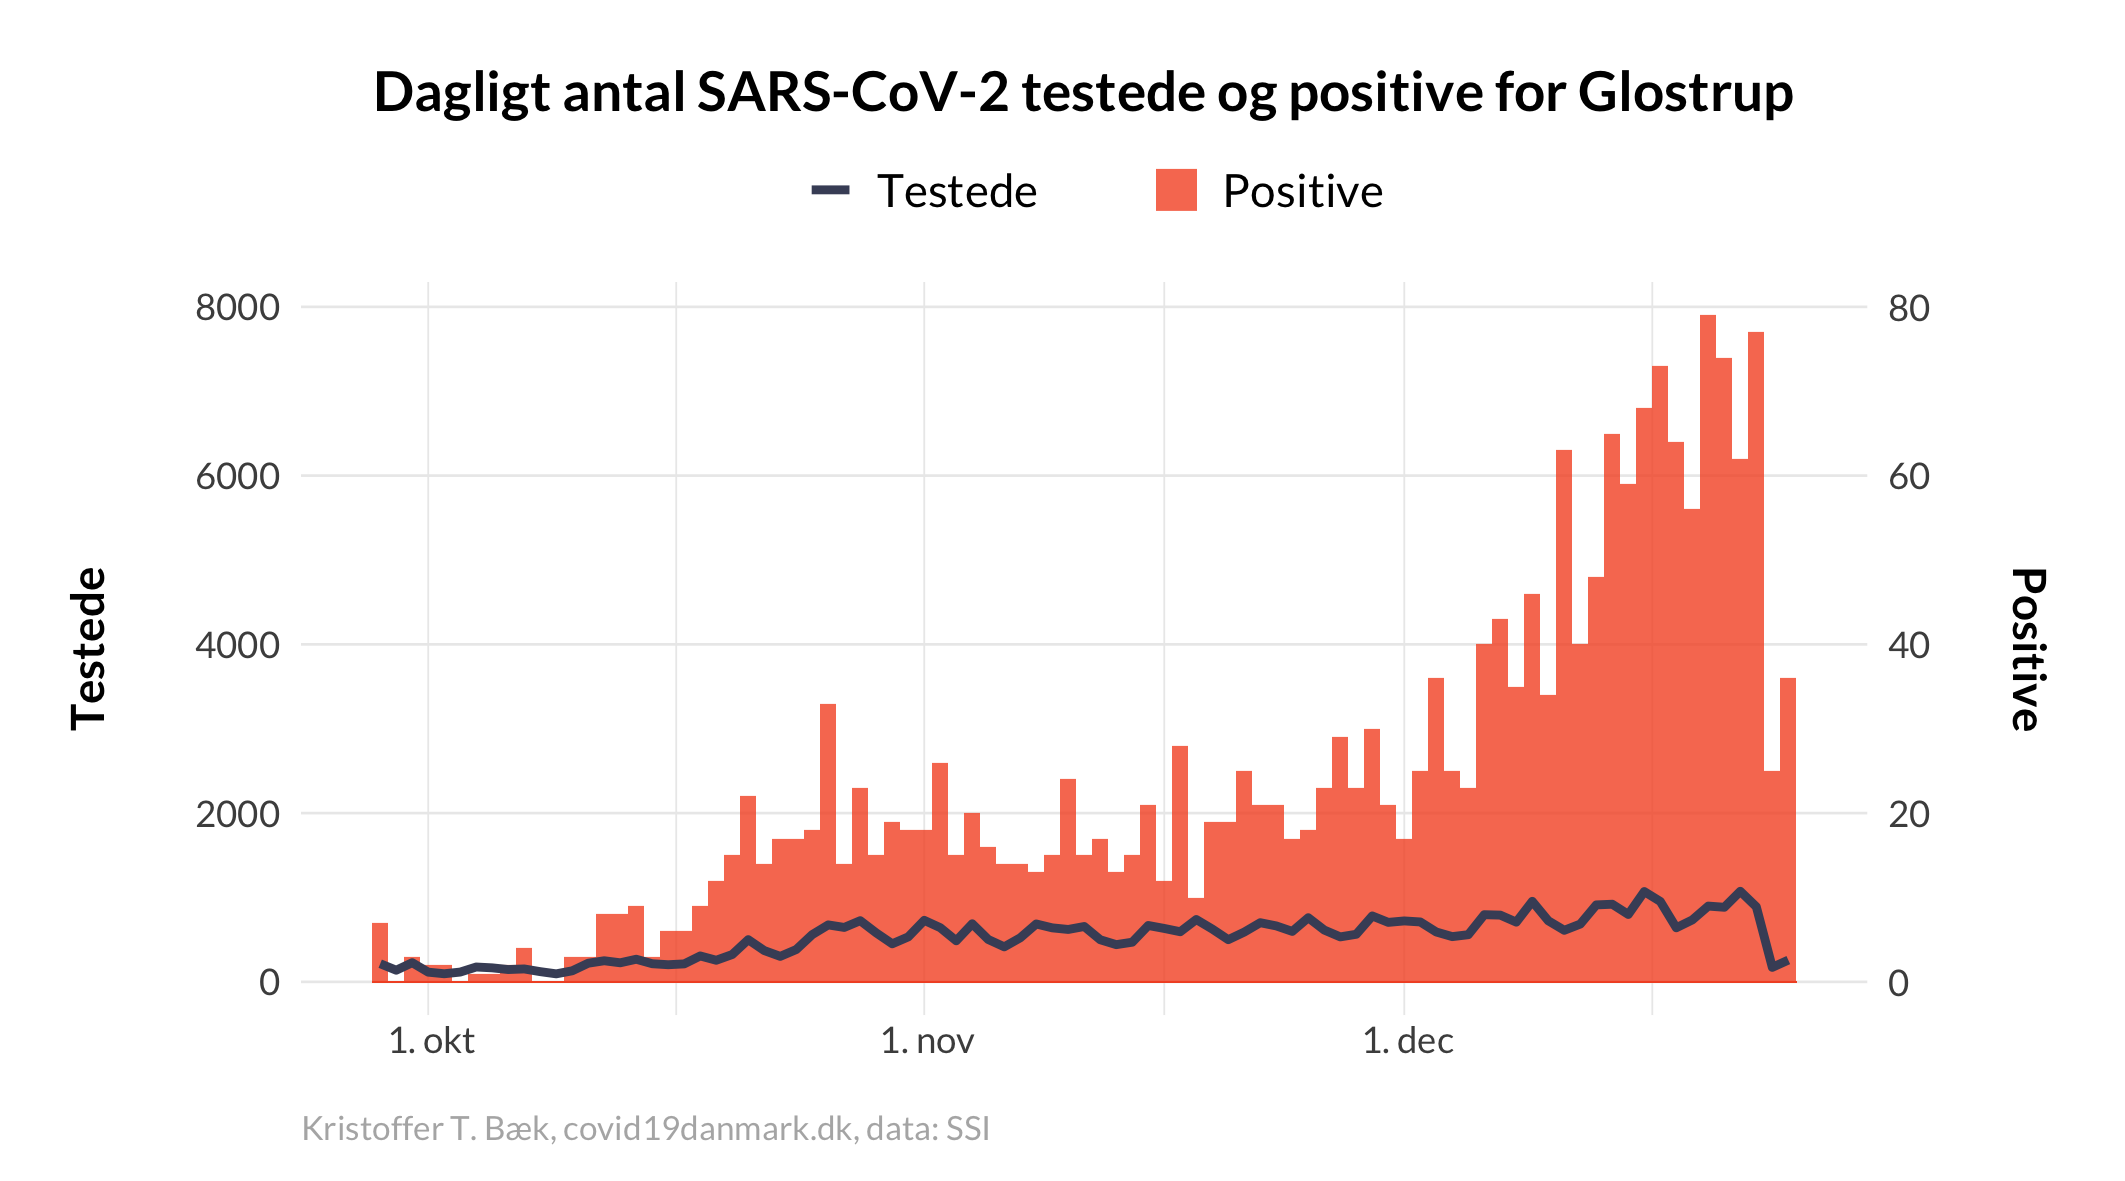 Dagligt antal SARS-CoV-2 testede og positive for Glostrup
Testede
Positive
8000
80
6000
60
4000
40
2000
20
0
0
Testede
Positive
1. okt
1. nov
1. dec
Kristoffer T. Bæk, covid19danmark.dk, data: SSI